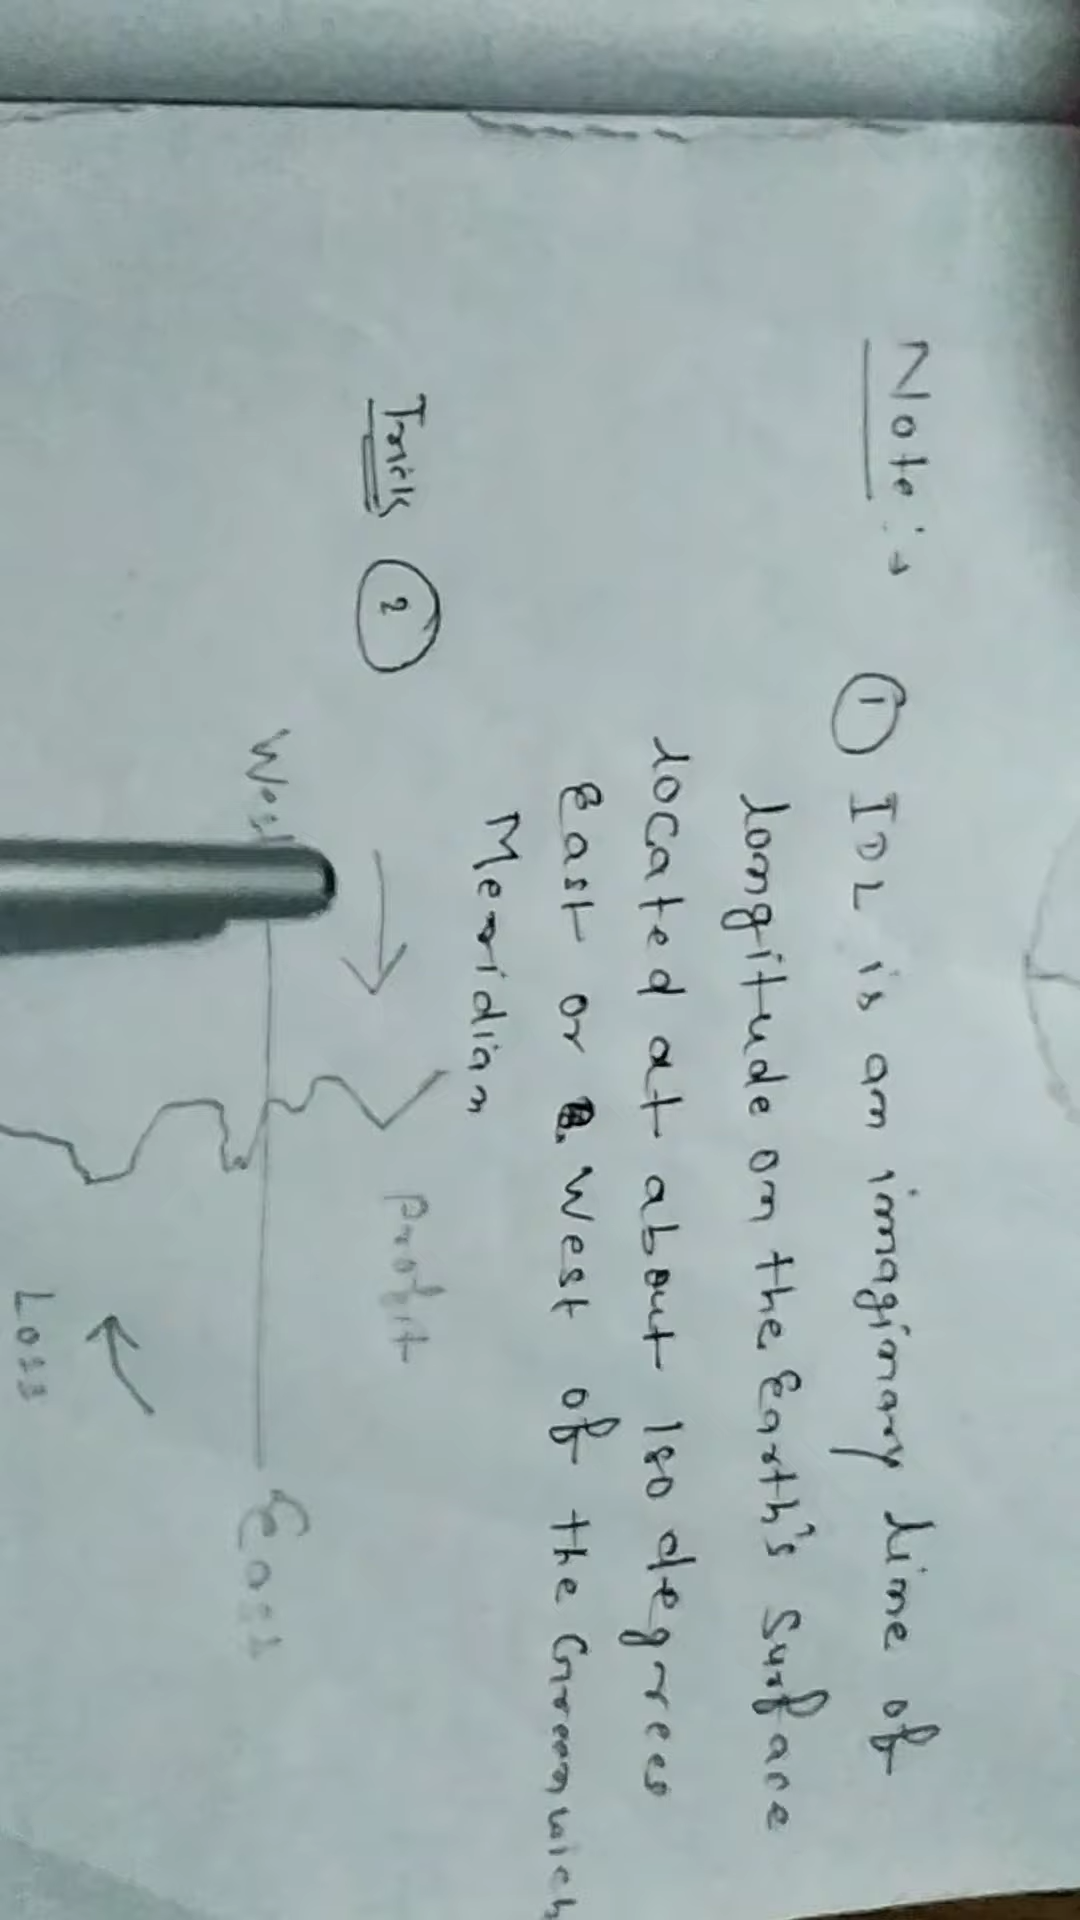 Note :→ ① IDL is an imaginary line of
longitude on the Earth's Surface
located at about 180 degrees
East or West of the Greenwich
Meridian
Trick ②
Profit
West East
Loss